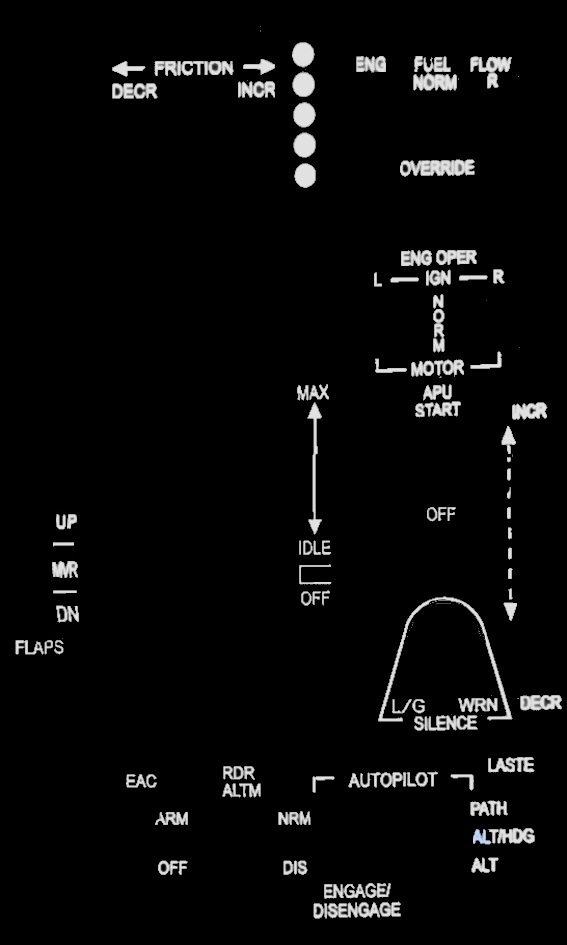 FRICTION
DECR INCR
ENG FUEL FLOW
NORM R
OVERRIDE
ENG OPER
L IGN R
NORM
MOTOR
APU
START
MAX
INCR
OFF
IDLE
OFF
UP
MVR
DN
FLAPS
L/G WRN
SILENCE
DECR
LASTE
EAC
RDR
ALTM
AUTOPILOT
ARM
NRM
PATH
ALT/HDG
OFF
DIS
ALT
ENGAGE/
DISENGAGE